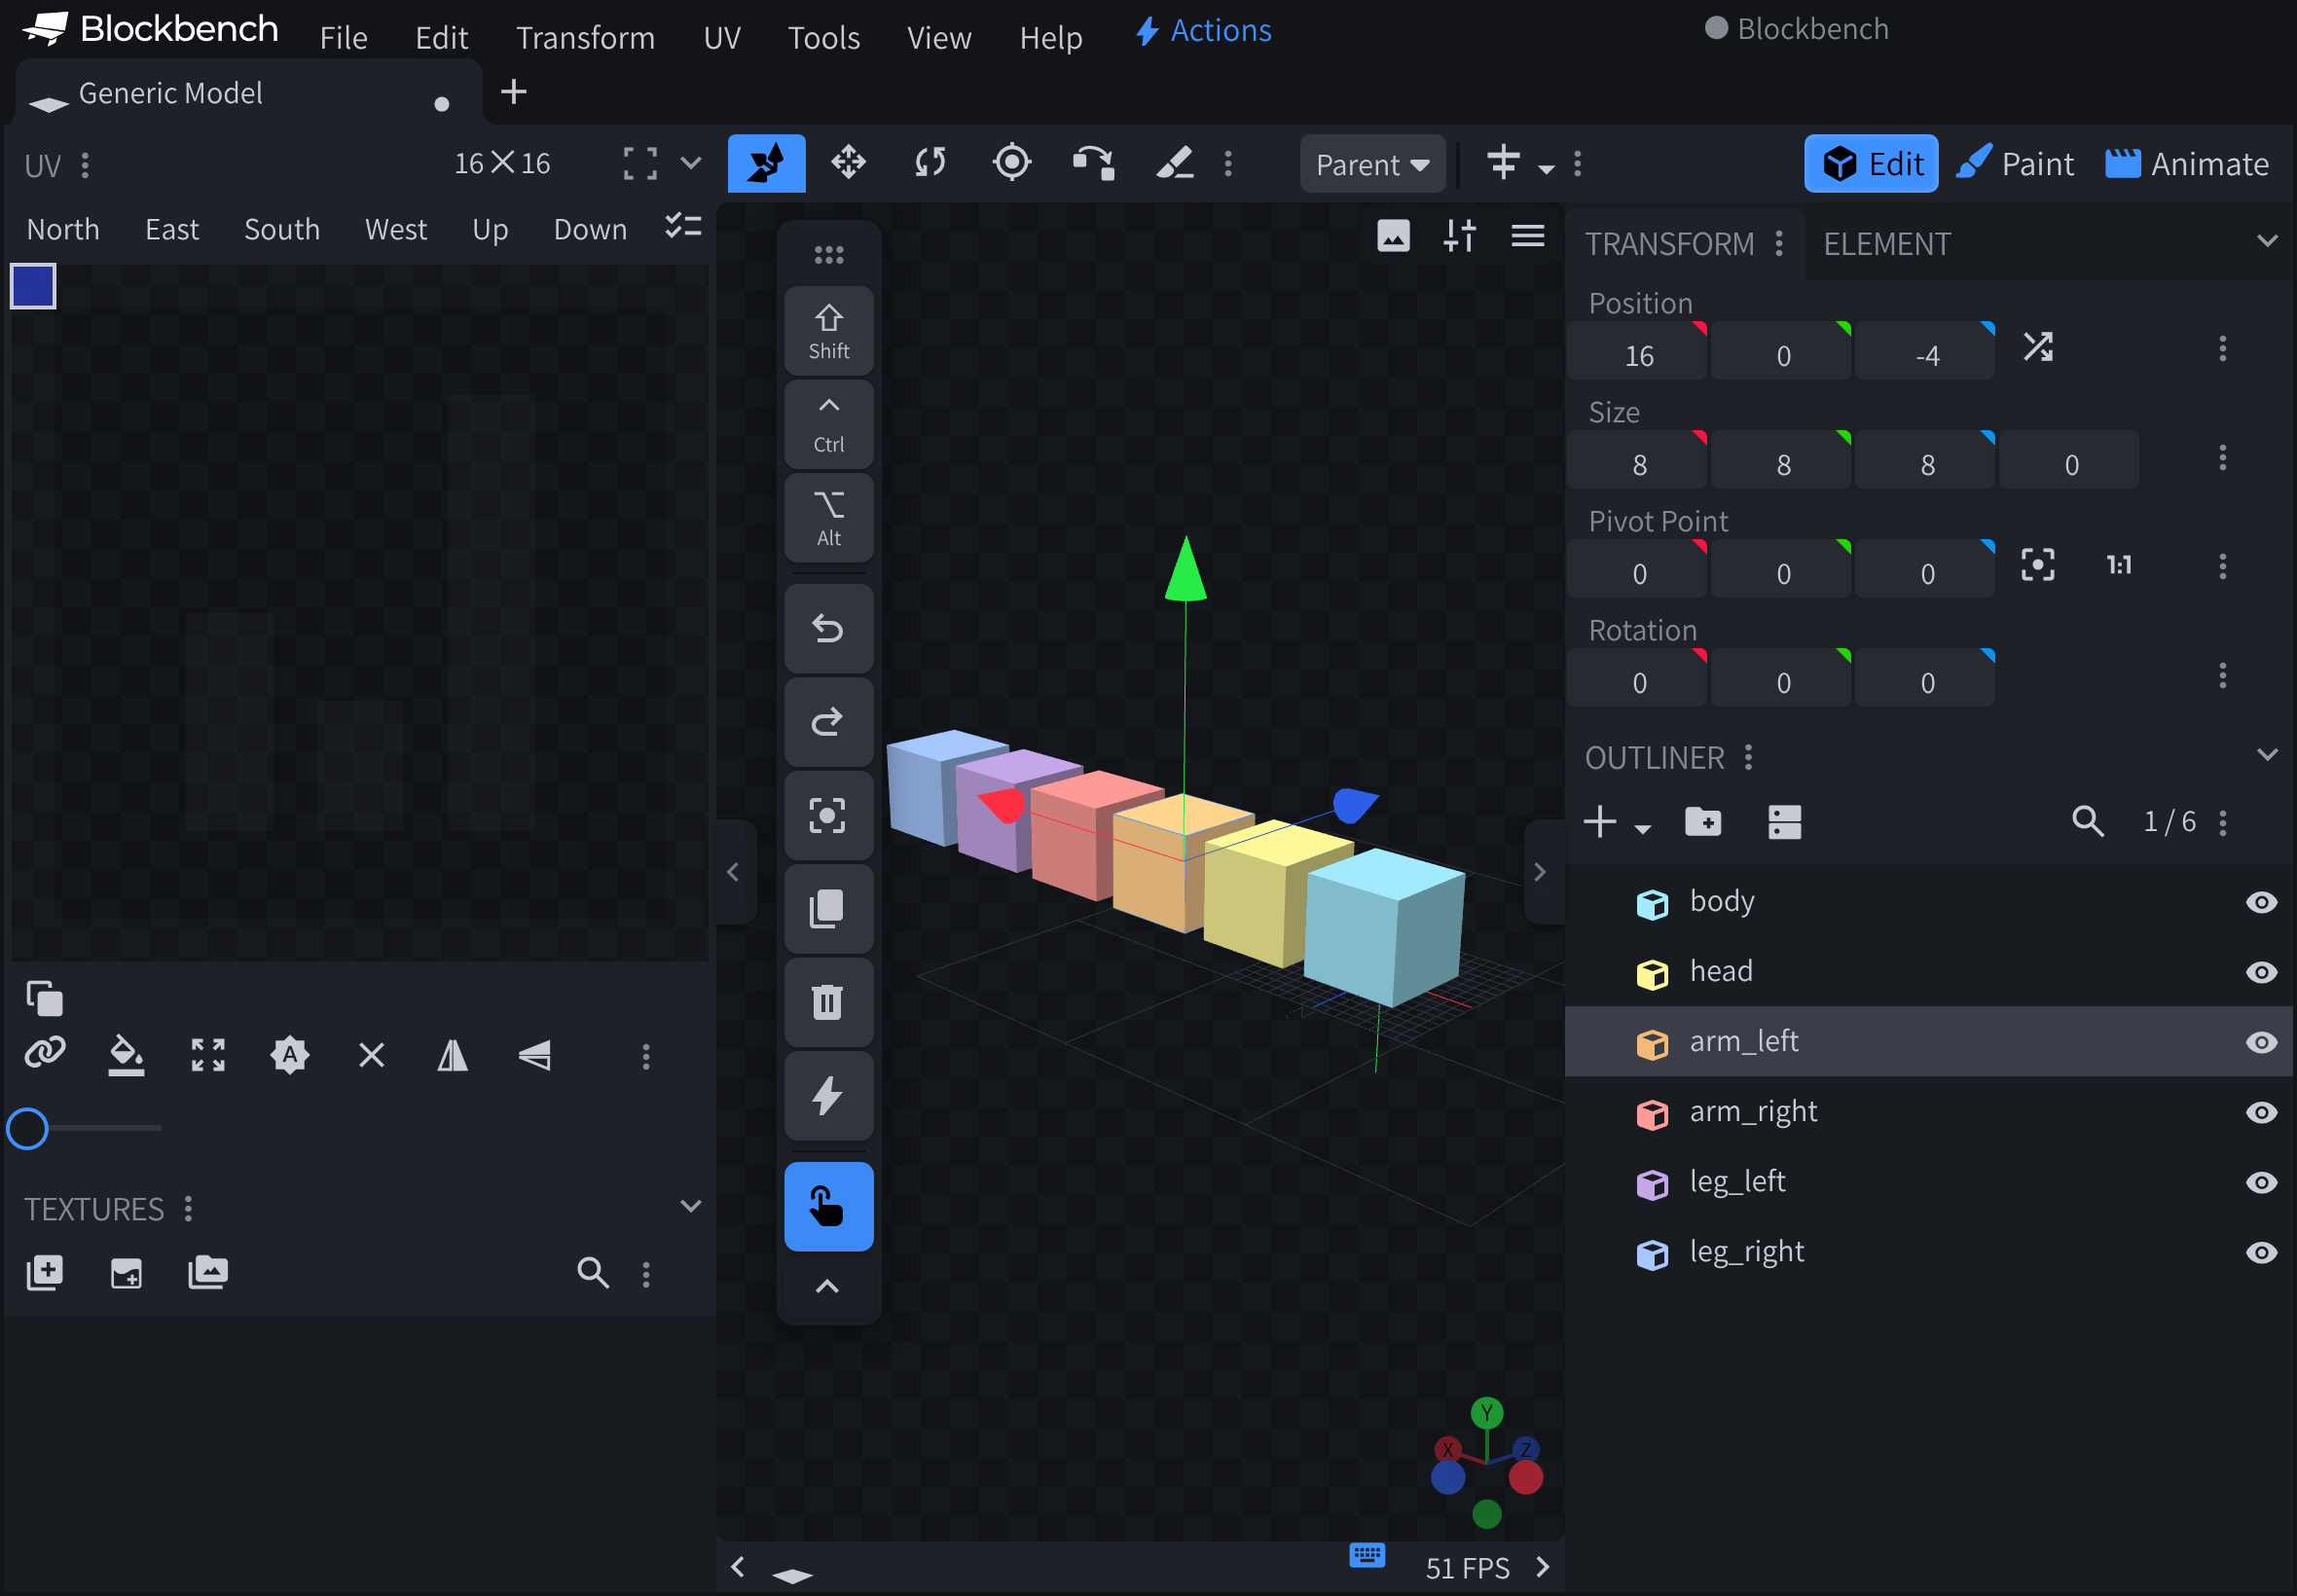 Blockbench File Edit Transform UV Tools View Help Actions Blockbench
Generic Model
UV 16×16 Parent Edit Paint Animate
North East South West Up Down
Shift
Ctrl
Alt
TRANSFORM ELEMENT
Position
16 0 -4
Size
8 8 8 0
Pivot Point
0 0 0 1:1
Rotation
0 0 0
OUTLINER
1 / 6
body
head
arm_left
arm_right
leg_left
leg_right
A
TEXTURES
Y
X Z
51 FPS